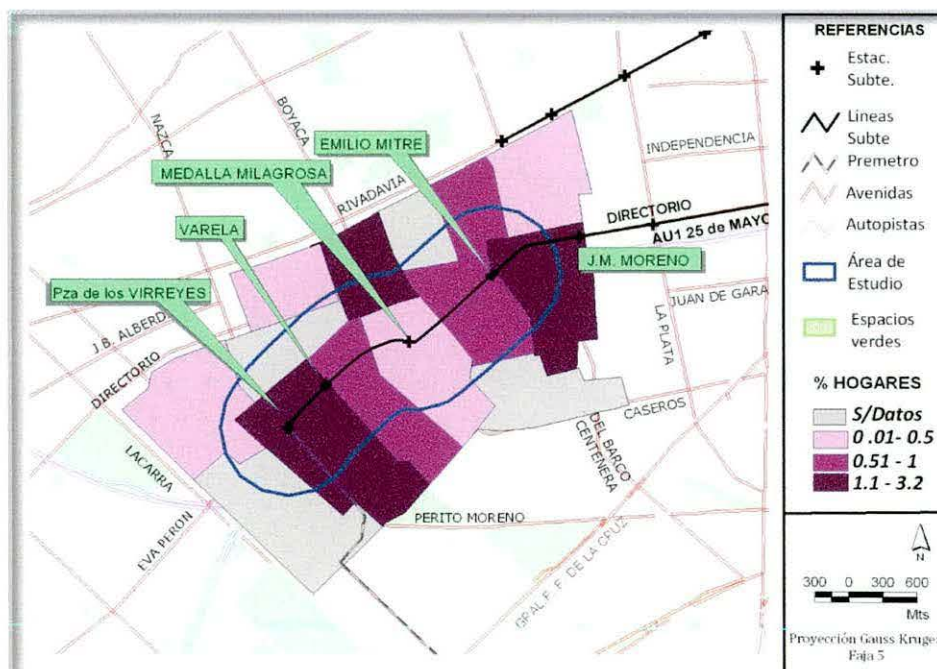 NAZCA
BOYACA
EMILIO MITRE
MEDALLA MILAGROSA
RIVADAVIA
INDEPENDENCIA
VARELA
DIRECTORIO
AU1 25 de MAYO
J.M. MORENO
Pza de los VIRREYES
JUAN DE GARA
J.B. ALBERD
LA PLATA
DIRECTORIO
CASEROS
DEL BARCO
CENTENERA
LACARRA
PERITO MORENO
EVA PERON
GRAL F. F. DE LA CRUZ
REFERENCIAS
Estac.
Subte.
Lineas
Subte
Premetro
Avenidas
Autopistas
Área de
Estudio
Espacios
verdes
% HOGARES
S/Datos
0 .01- 0.5
0.51 - 1
1.1 - 3.2
N
300 0 300 600
Mts
Proyección Gauss Kruger
Faja 5